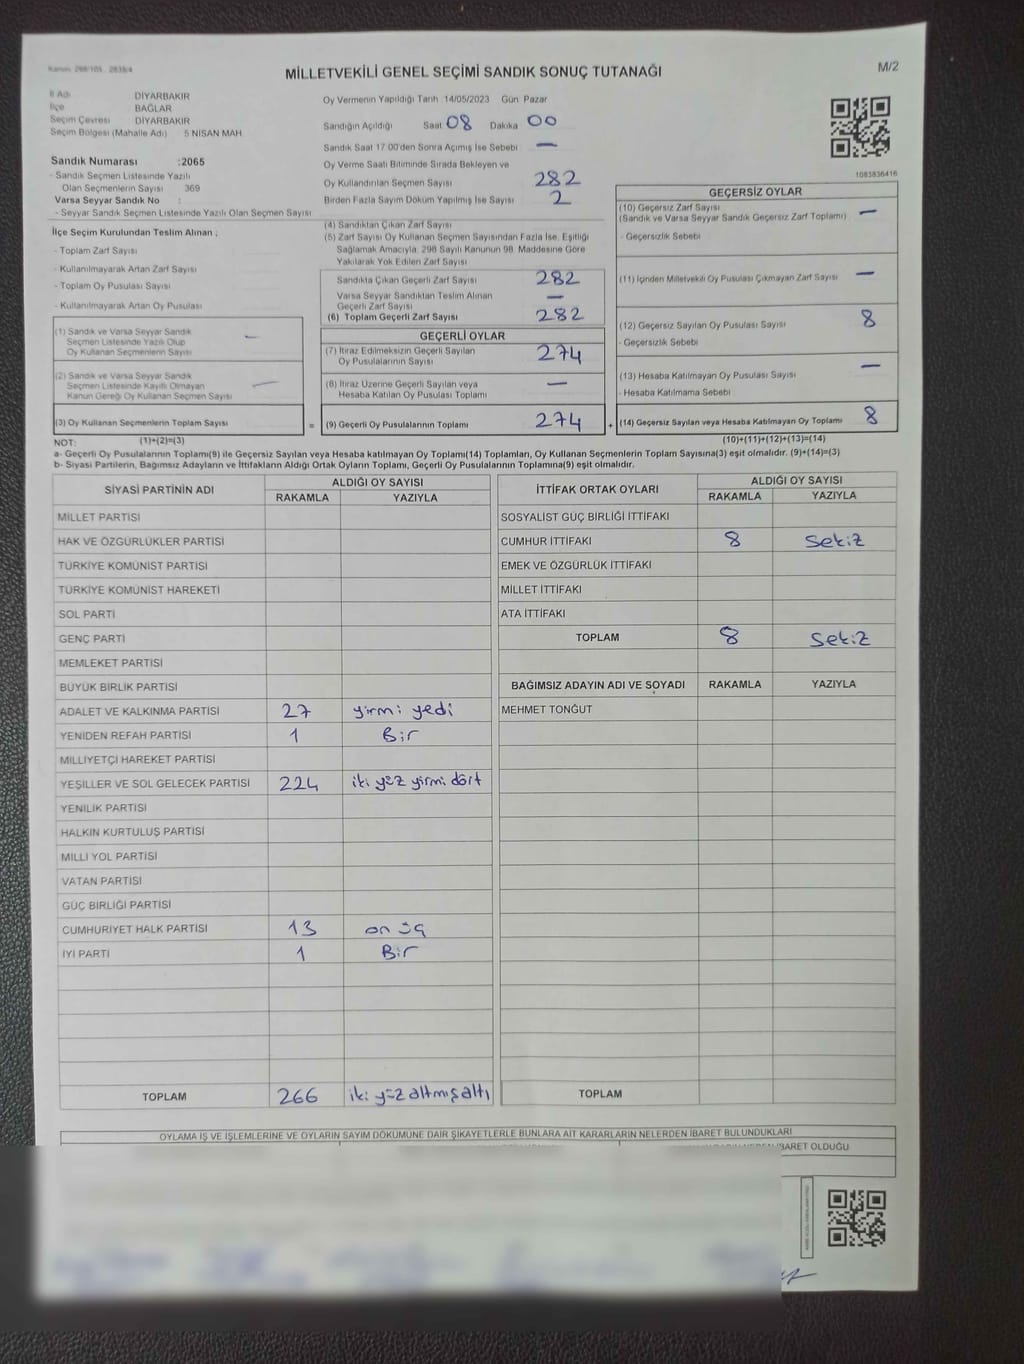 Kanun: 298/105 2839/4
MİLLETVEKİLİ GENEL SEÇİMİ SANDIK SONUÇ TUTANAĞI
M/2
İl Adı DİYARBAKIR
İlçe BAĞLAR
Seçim Çevresi DİYARBAKIR
Seçim Bölgesi (Mahalle Adı) 5 NİSAN MAH
Sandık Numarası :2065
- Sandık Seçmen Listesinde Yazılı
Olan Seçmenlerin Sayısı 369
Varsa Seyyar Sandık No :
- Seyyar Sandık Seçmen Listesinde Yazılı Olan Seçmen Sayısı
Oy Vermenin Yapıldığı Tarih 14/05/2023 Gün Pazar
Sandığın Açıldığı Saat 08 Dakika 00
Sandık Saat 17:00'den Sonra Açımış İse Sebebi —
Oy Verme Saati Bitiminde Sırada Bekleyen ve
Oy Kullandırılan Seçmen Sayısı 282
Birden Fazla Sayım Döküm Yapılmış İse Sayısı 2
1083836416
İlçe Seçim Kurulundan Teslim Alınan ;
- Toplam Zarf Sayısı
- Kullanılmayarak Artan Zarf Sayısı
- Toplam Oy Pusulası Sayısı
- Kullanılmayarak Artan Oy Pusulası
(4) Sandıktan Çıkan Zarf Sayısı
(5) Zarf Sayısı Oy Kullanan Seçmen Sayısından Fazla İse, Eşitliği
Sağlamak Amacıyla, 298 Sayılı Kanunun 98. Maddesine Göre
Yakılarak Yok Edilen Zarf Sayısı
Sandıkta Çıkan Geçerli Zarf Sayısı 282
Varsa Seyyar Sandıktan Teslim Alınan
Geçerli Zarf Sayısı —
(6) Toplam Geçerli Zarf Sayısı 282
GEÇERSİZ OYLAR
(10) Geçersiz Zarf Sayısı —
(Sandık ve Varsa Seyyar Sandık Geçersiz Zarf Toplamı)
- Geçersizlik Sebebi
(11) İçinden Milletvekili Oy Pusulası Çıkmayan Zarf Sayısı —
(12) Geçersiz Sayılan Oy Pusulası Sayısı 8
- Geçersizlik Sebebi
(13) Hesaba Katılmayan Oy Pusulası Sayısı —
- Hesaba Katılmama Sebebi
(1) Sandık ve Varsa Seyyar Sandık
Seçmen Listesinde Yazılı Olup
Oy Kullanan Seçmenlerin Sayısı —
(2) Sandık ve Varsa Seyyar Sandık
Seçmen Listesinde Kayıtlı Olmayan
Kanun Gereği Oy Kullanan Seçmen Sayısı —
GEÇERLİ OYLAR
(7) İtiraz Edilmeksizin Geçerli Sayılan
Oy Pusulalarının Sayısı 274
(8) İtiraz Üzerine Geçerli Sayılan veya
Hesaba Katılan Oy Pusulası Toplamı —
(3) Oy Kullanan Seçmenlerin Toplam Sayısı = (9) Geçerli Oy Pusulalarının Toplamı 274 + (14) Geçersiz Sayılan veya Hesaba Katılmayan Oy Toplamı 8
NOT: (1)+(2)=(3) (10)+(11)+(12)+(13)=(14)
a- Geçerli Oy Pusulalarının Toplamı(9) ile Geçersiz Sayılan veya Hesaba katılmayan Oy Toplamı(14) Toplamları, Oy Kullanan Seçmenlerin Toplam Sayısına(3) eşit olmalıdır. (9)+(14)=(3)
b- Siyasi Partilerin, Bağımsız Adayların ve İttifakların Aldığı Ortak Oyların Toplamı, Geçerli Oy Pusulalarının Toplamına(9) eşit olmalıdır.
SİYASİ PARTİNİN ADI ALDIĞI OY SAYISI
RAKAMLA YAZIYLA
MİLLET PARTİSİ
HAK VE ÖZGÜRLÜKLER PARTİSİ
TÜRKİYE KOMÜNİST PARTİSİ
TÜRKİYE KOMÜNİST HAREKETİ
SOL PARTİ
GENÇ PARTİ
MEMLEKET PARTİSİ
BÜYÜK BİRLİK PARTİSİ
ADALET VE KALKINMA PARTİSİ 27 yirmi yedi
YENİDEN REFAH PARTİSİ 1 Bir
MİLLİYETÇİ HAREKET PARTİSİ
YEŞİLLER VE SOL GELECEK PARTİSİ 224 iki yüz yirmi dört
YENİLİK PARTİSİ
HALKIN KURTULUŞ PARTİSİ
MİLLİ YOL PARTİSİ
VATAN PARTİSİ
GÜÇ BİRLİĞİ PARTİSİ
CUMHURİYET HALK PARTİSİ 13 on üç
İYİ PARTİ 1 Bir
TOPLAM 266 iki yüz altmış altı
İTTİFAK ORTAK OYLARI ALDIĞI OY SAYISI
RAKAMLA YAZIYLA
SOSYALİST GÜÇ BİRLİĞİ İTTİFAKI
CUMHUR İTTİFAKI 8 Sekiz
EMEK VE ÖZGÜRLÜK İTTİFAKI
MİLLET İTTİFAKI
ATA İTTİFAKI
TOPLAM 8 Sekiz
BAĞIMSIZ ADAYIN ADI VE SOYADI RAKAMLA YAZIYLA
MEHMET TONĞUT
TOPLAM
OYLAMA İŞ VE İŞLEMLERİNE VE OYLARIN SAYIM DÖKÜMÜNE DAİR ŞİKAYETLERLE BUNLARA AİT KARARLARIN NELERDEN İBARET BULUNDUKLARI
İBARET OLDUĞU